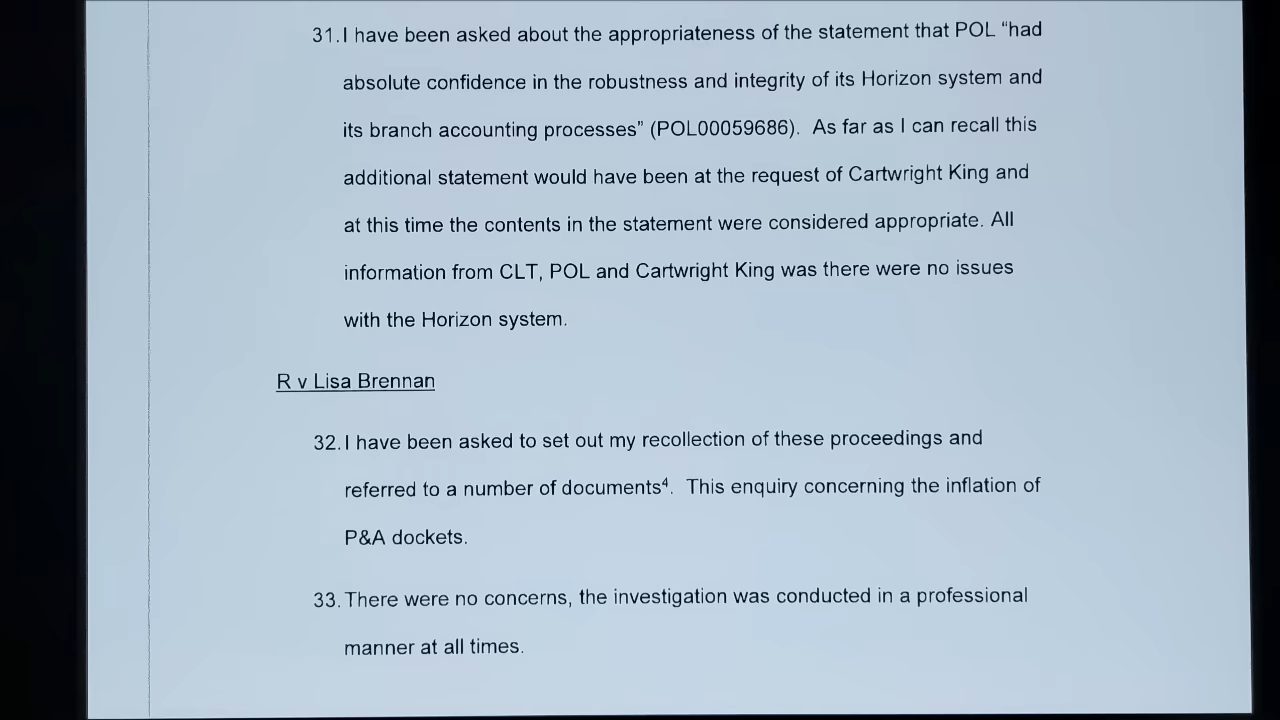 31. I have been asked about the appropriateness of the statement that POL “had
absolute confidence in the robustness and integrity of its Horizon system and
its branch accounting processes” (POL00059686). As far as I can recall this
additional statement would have been at the request of Cartwright King and
at this time the contents in the statement were considered appropriate. All
information from CLT, POL and Cartwright King was there were no issues
with the Horizon system.
R v Lisa Brennan
32. I have been asked to set out my recollection of these proceedings and
referred to a number of documents⁴. This enquiry concerning the inflation of
P&A dockets.
33. There were no concerns, the investigation was conducted in a professional
manner at all times.